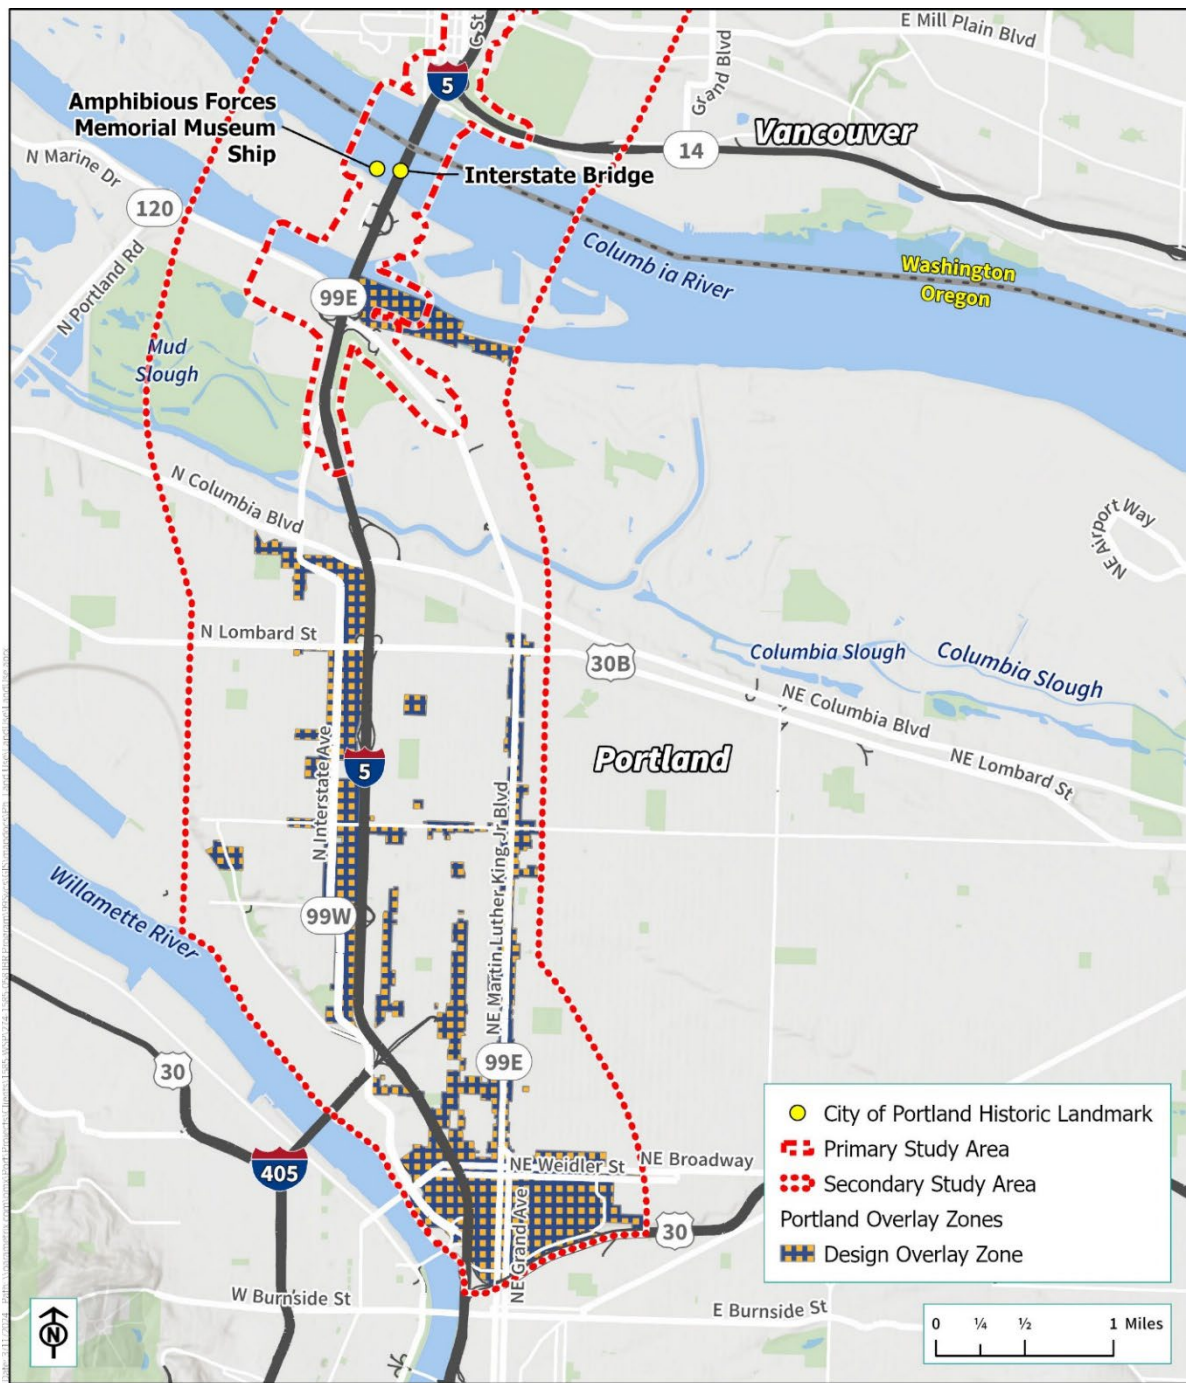 E Mill Plain Blvd
C St
Grand Blvd
5
Amphibious Forces
Memorial Museum
Ship
Vancouver
14
N Marine Dr
Interstate Bridge
120
Columbia River
Washington
Oregon
N Portland Rd
99E
Mud
Slough
N Columbia Blvd
NE Airport Way
N Lombard St
30B
Columbia Slough
Columbia Slough
NE Columbia Blvd
NE Lombard St
Portland
5
N Interstate Ave
NE Martin Luther King Jr Blvd
Willamette River
99W
99E
30
405
NE Weidler St
NE Broadway
NE Grand Ave
30
W Burnside St
E Burnside St
City of Portland Historic Landmark
Primary Study Area
Secondary Study Area
Portland Overlay Zones
Design Overlay Zone
N
0 ¼ ½ 1 Miles
Date: 3/11/2024